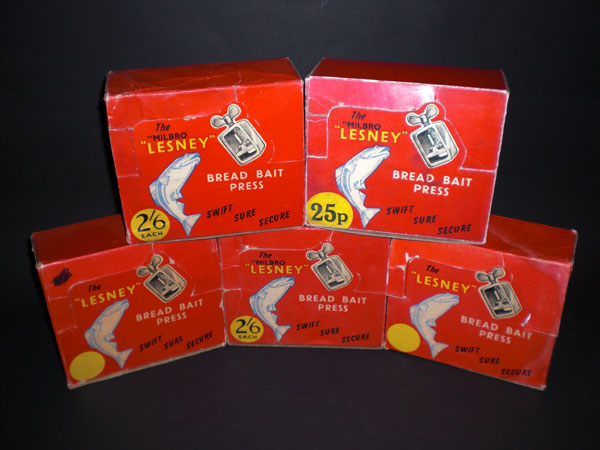 The
"MILBRO
"LESNEY"
BREAD BAIT
PRESS
2/6
EACH
SWIFT
SURE
SECURE
The
"MILBRO
"LESNEY"
BREAD BAIT
PRESS
25p
SWIFT
SURE
SECURE
The
"LESNEY"
BREAD BAIT
PRESS
SWIFT
SURE
SECURE
The
"MILBRO
"LESNEY"
BREAD BAIT
PRESS
2/6
EACH
SWIFT
SURE
SECURE
The
"LESNEY"
BREAD BAIT
PRESS
SWIFT
SURE
SECURE